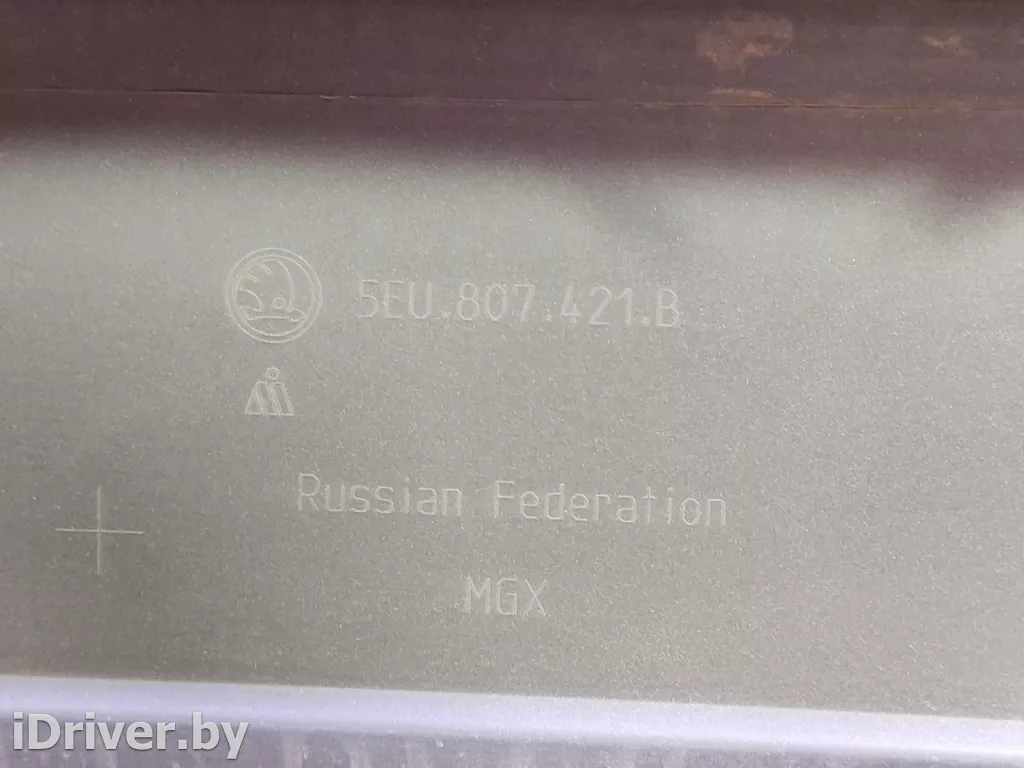 5EU.807.421.B
Russian Federation
MGX
iDriver.by